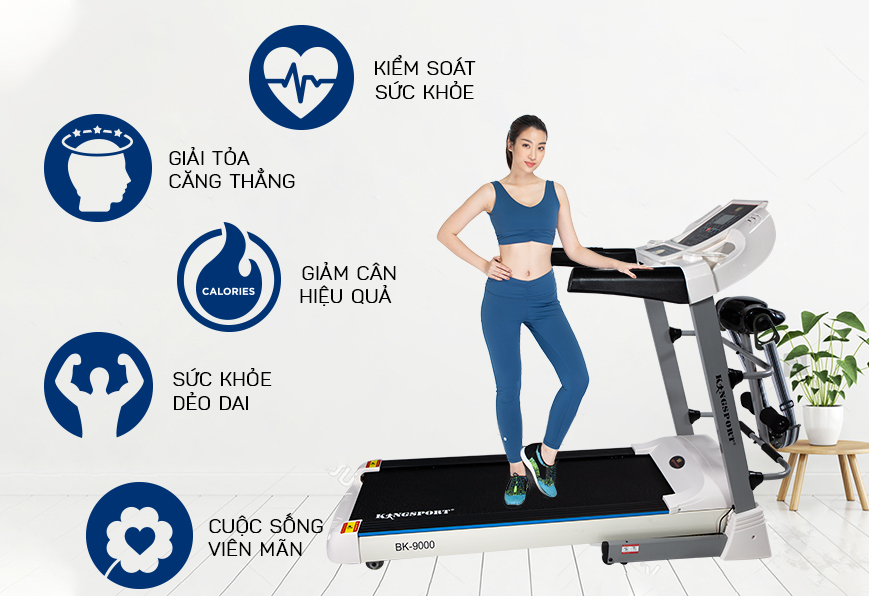 KIỂM SOÁT
SỨC KHỎE
GIẢI TỎA
CĂNG THẲNG
CALORIES
GIẢM CÂN
HIỆU QUẢ
SỨC KHỎE
DẺO DAI
CUỘC SỐNG
VIÊN MÃN
KINGSPORT
KINGSPORT
BK-9000